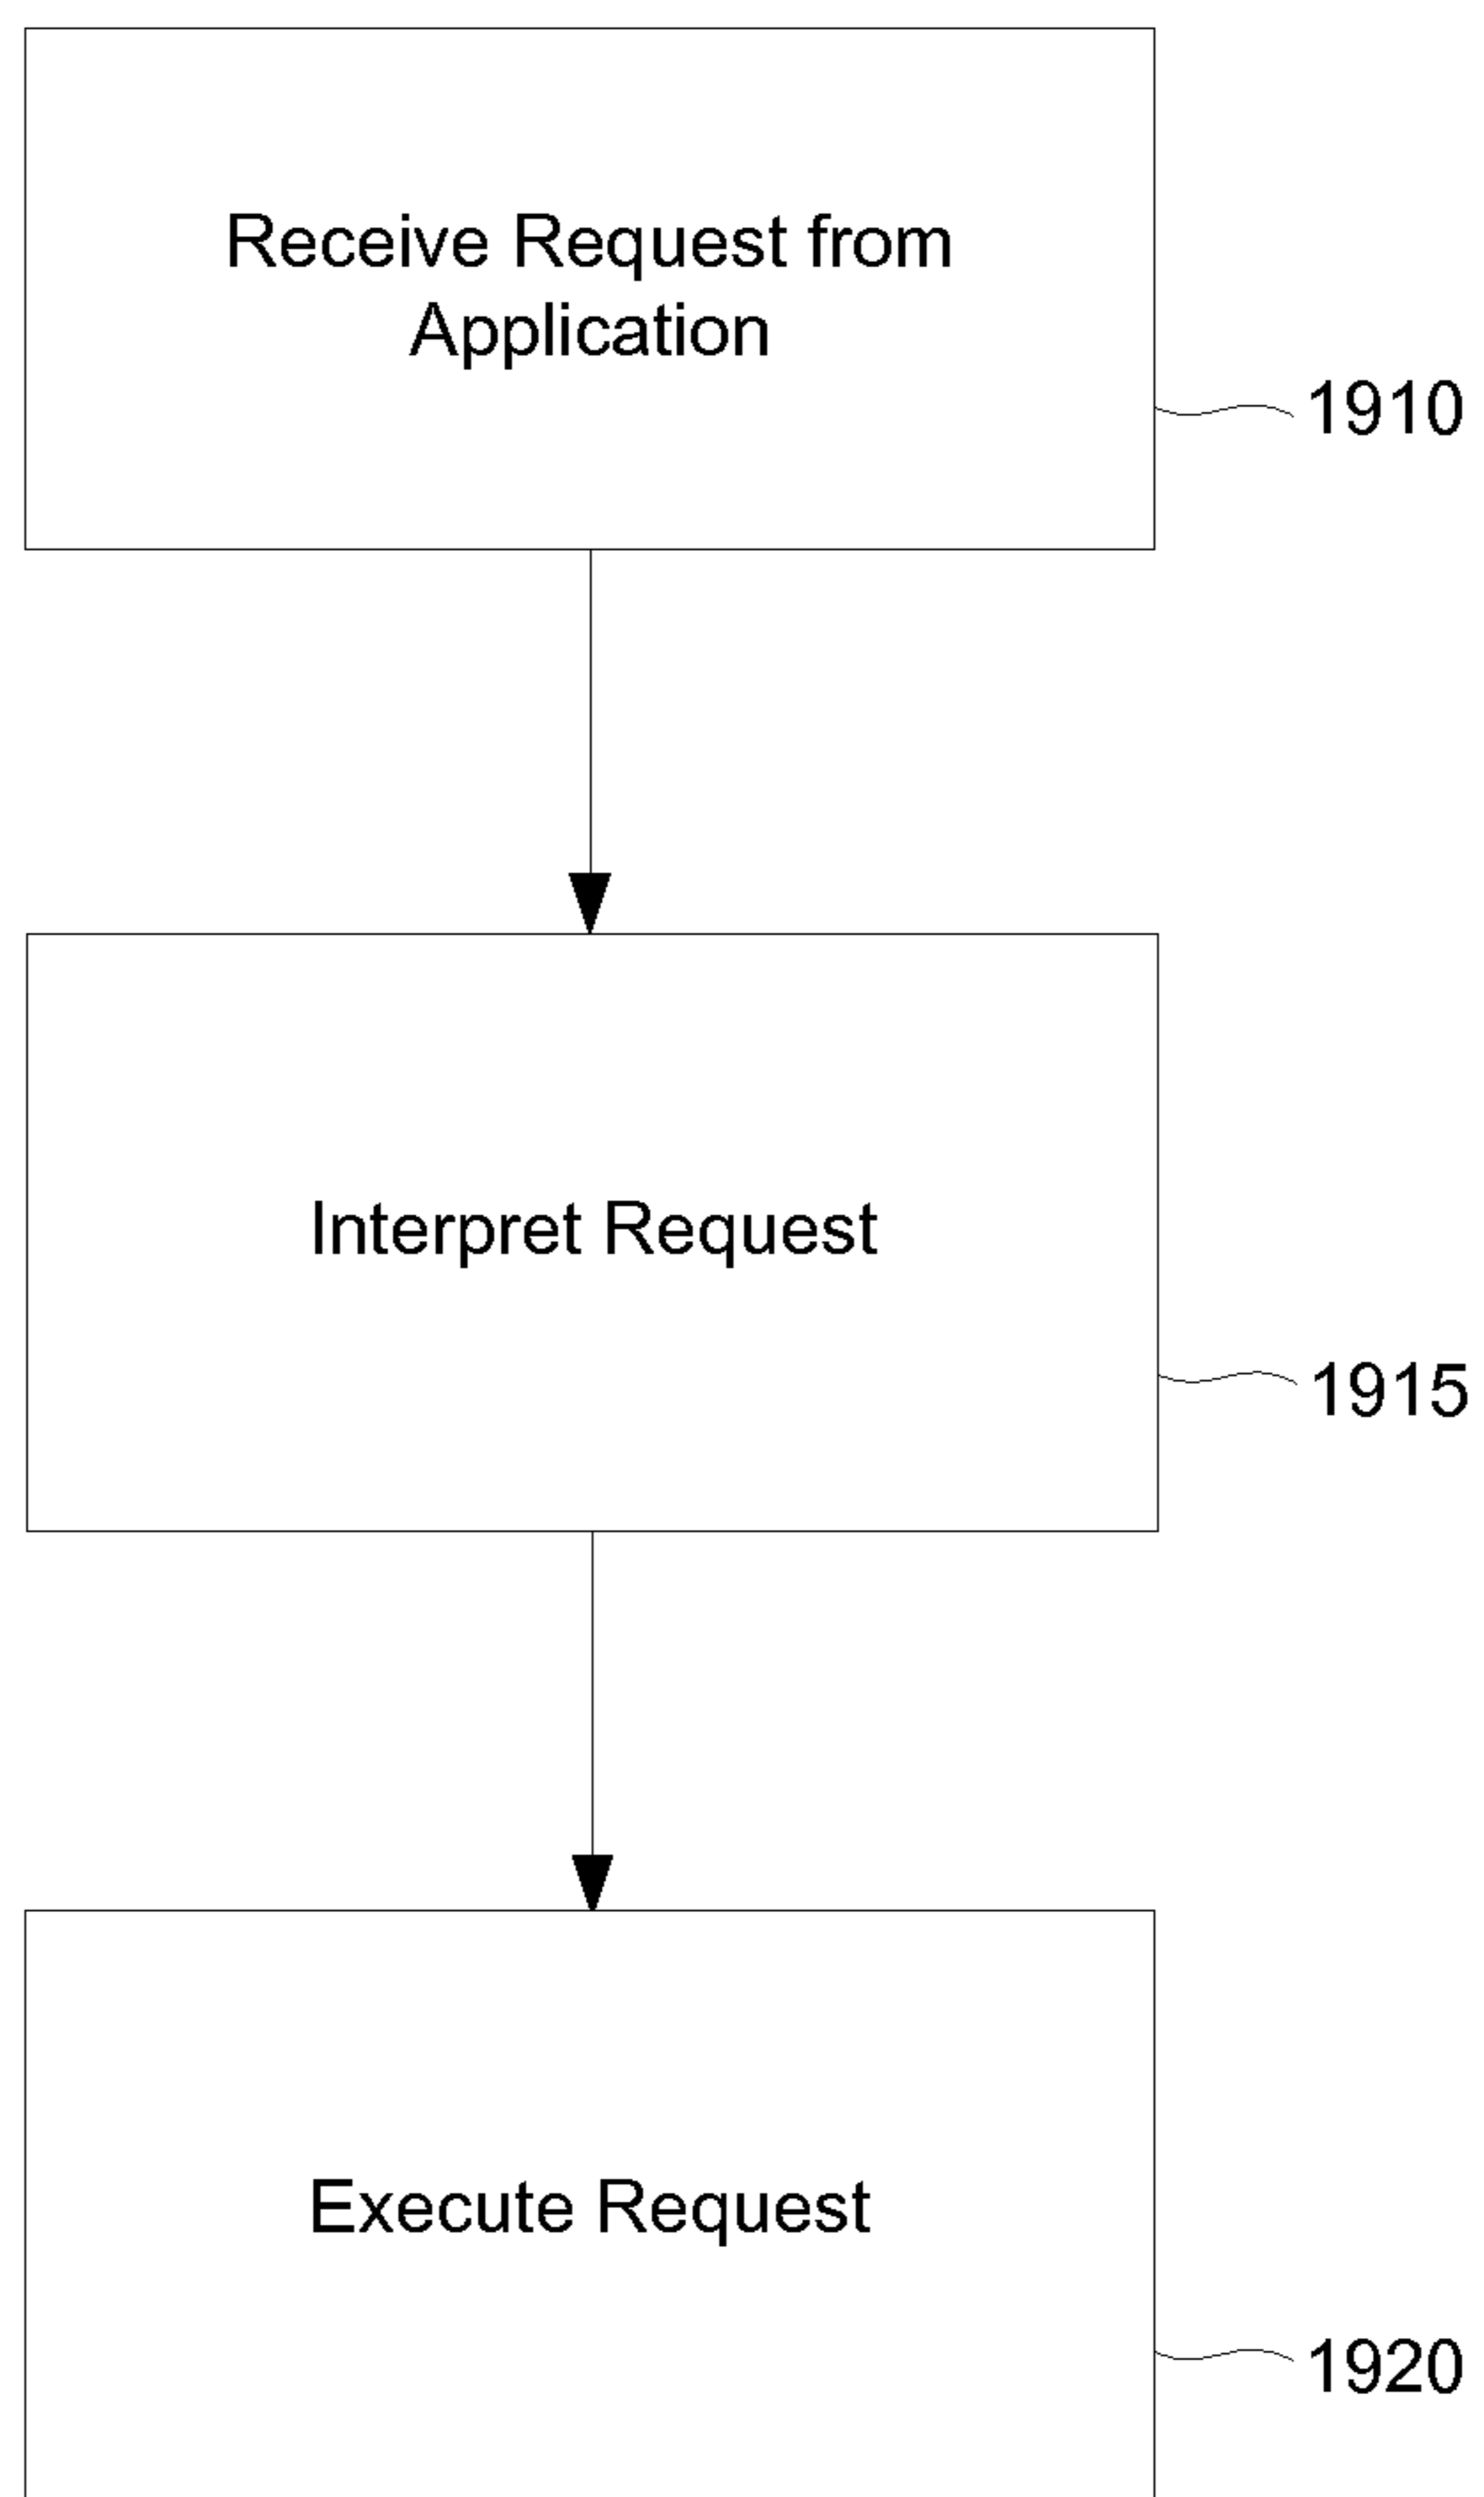 Receive Request from
Application
1910
Interpret Request
1915
Execute Request
1920